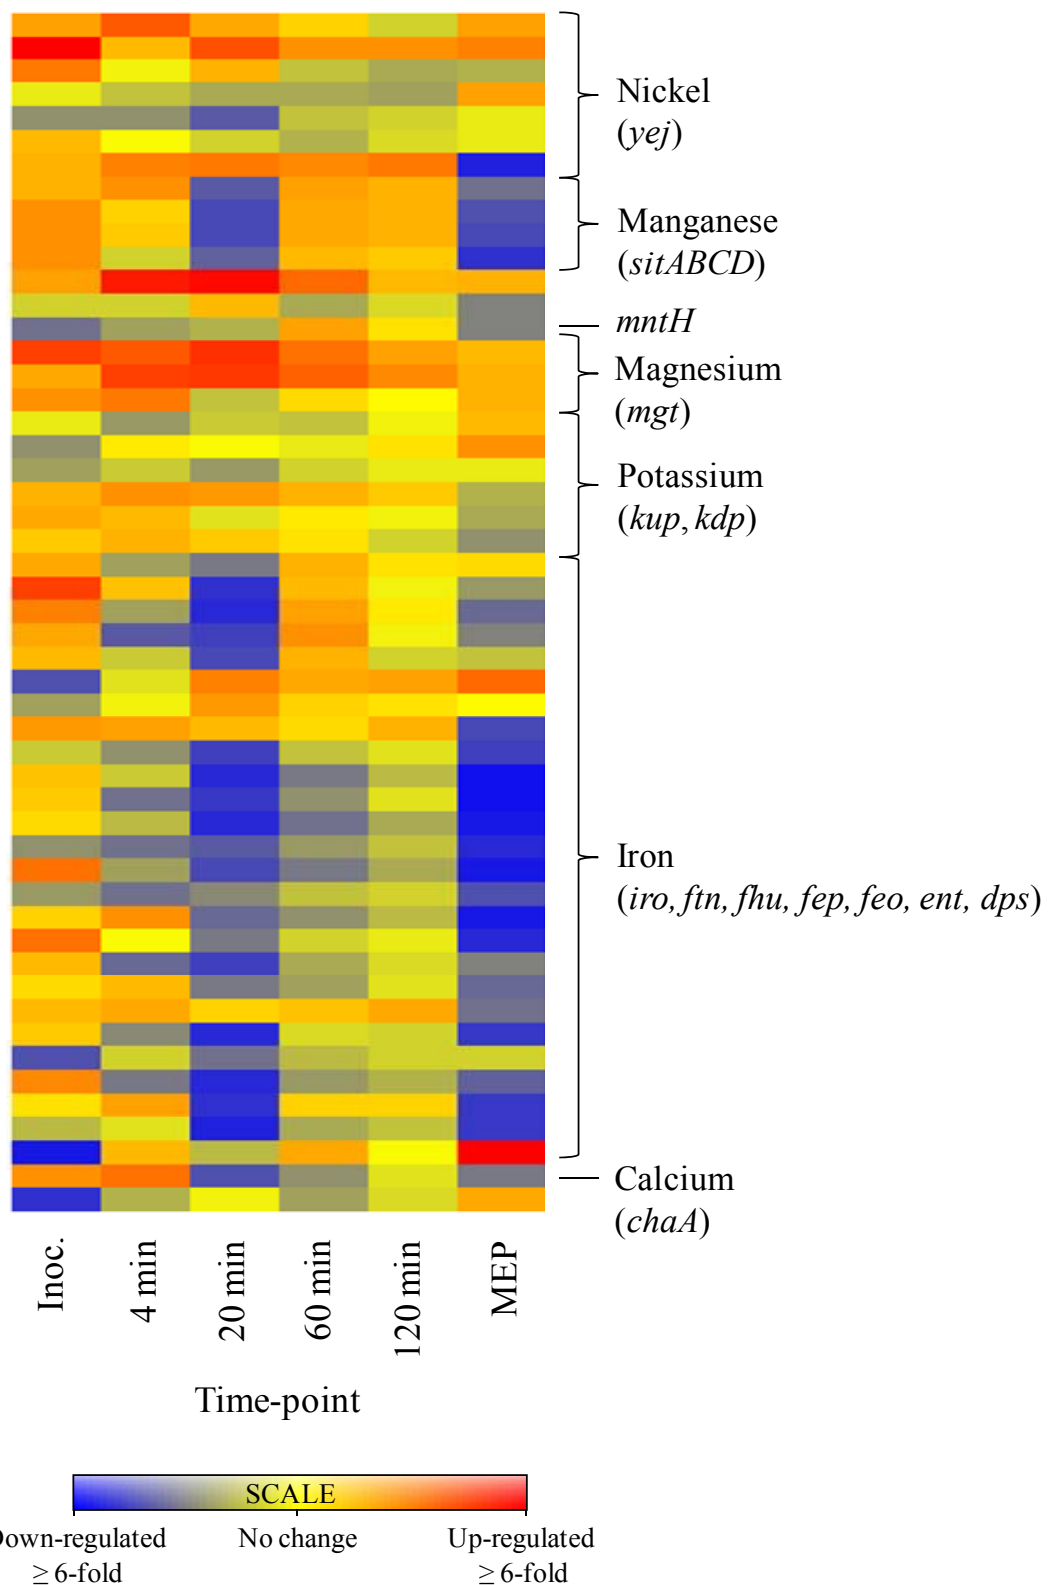 Nickel
(yej)
Manganese
(sitABCD)
mntH
Magnesium
(mgt)
Potassium
(kup, kdp)
Iron
(iro, ftn, fhu, fep, feo, ent, dps)
Calcium
(chaA)
Inoc.
4 min
20 min
60 min
120 min
MEP
Time-point
SCALE
Down-regulated
≥ 6-fold
No change
Up-regulated
≥ 6-fold